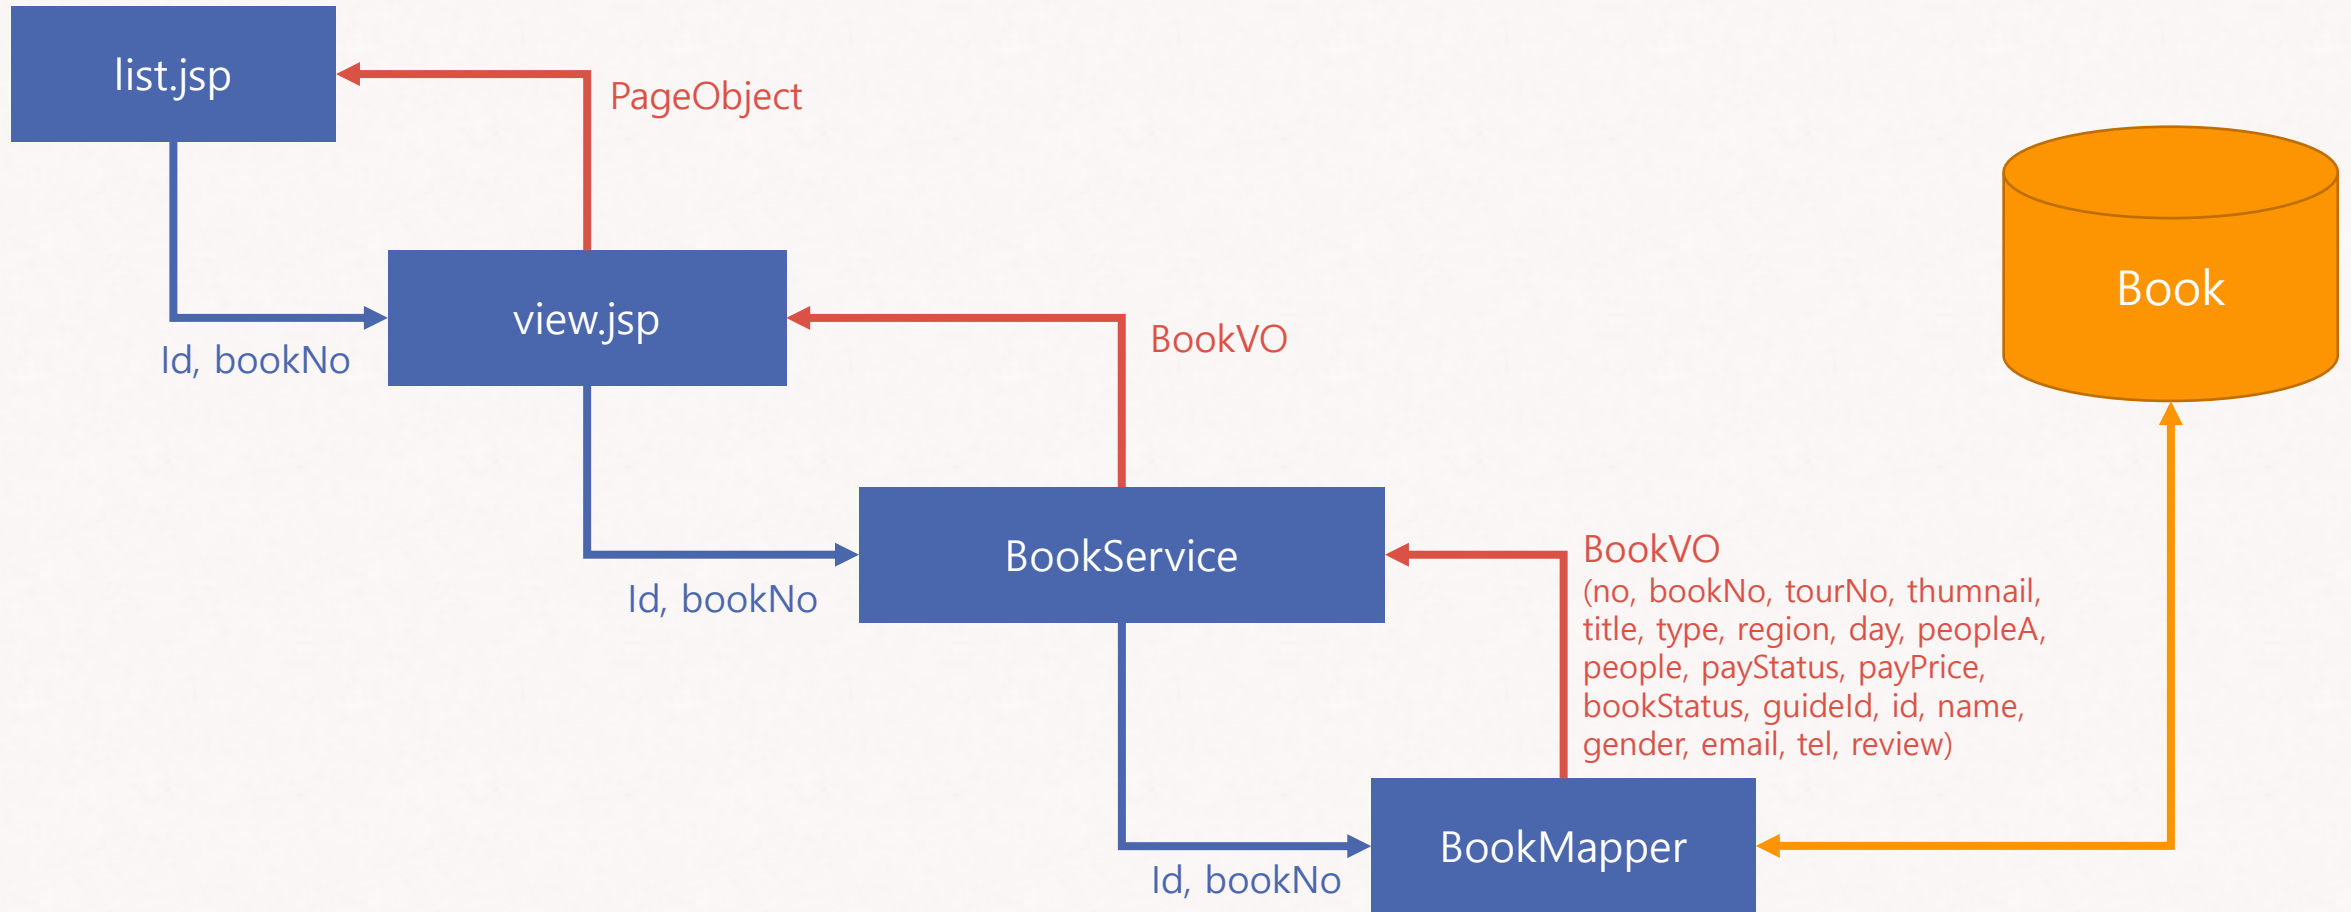 list.jsp
PageObject
Book
view.jsp
Id, bookNo
BookVO
BookService
Id, bookNo
BookVO
(no, bookNo, tourNo, thumnail,
title, type, region, day, peopleA,
people, payStatus, payPrice,
bookStatus, guideId, id, name,
gender, email, tel, review)
BookMapper
Id, bookNo